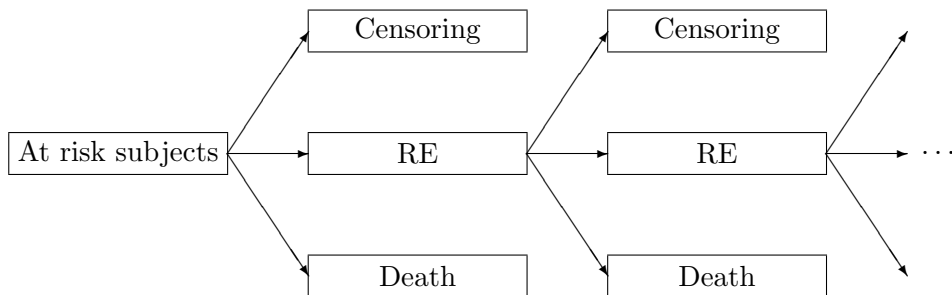 Censoring
Censoring
At risk subjects
RE
RE
...
Death
Death